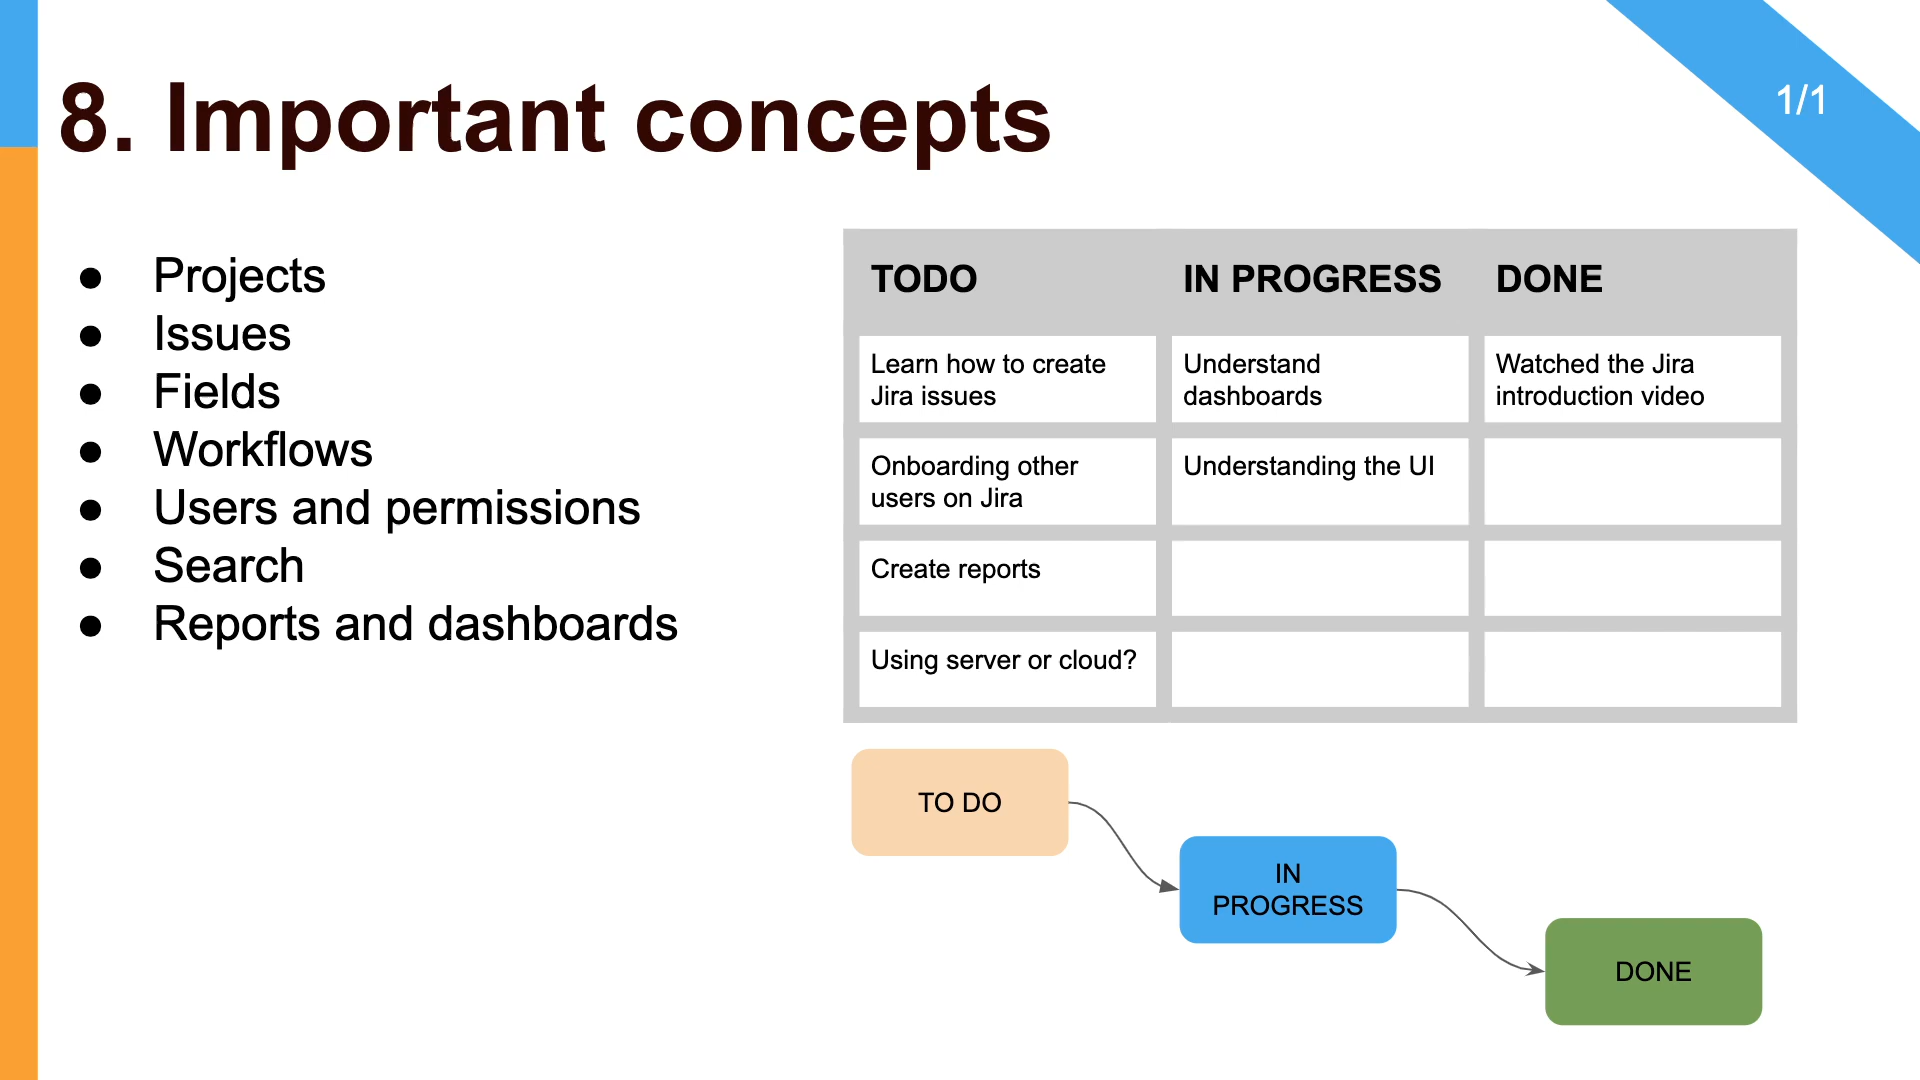 8. Important concepts
1/1
● Projects
● Issues
● Fields
● Workflows
● Users and permissions
● Search
● Reports and dashboards
TODO
IN PROGRESS
DONE
Learn how to create
Jira issues
Understand
dashboards
Watched the Jira
introduction video
Onboarding other
users on Jira
Understanding the UI
Create reports
Using server or cloud?
TO DO
IN
PROGRESS
DONE